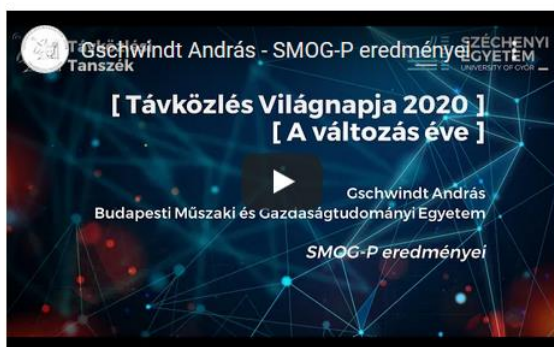 Gschwindt András - SMOG-P eredményei
Távközlési
Tanszék
SZÉCHENYI
EGYETEM
UNIVERSITY OF GYŐR
[ Távközlés Világnapja 2020 ]
[ A változás éve ]
Gschwindt András
Budapesti Műszaki és Gazdaságtudományi Egyetem
SMOG-P eredményei